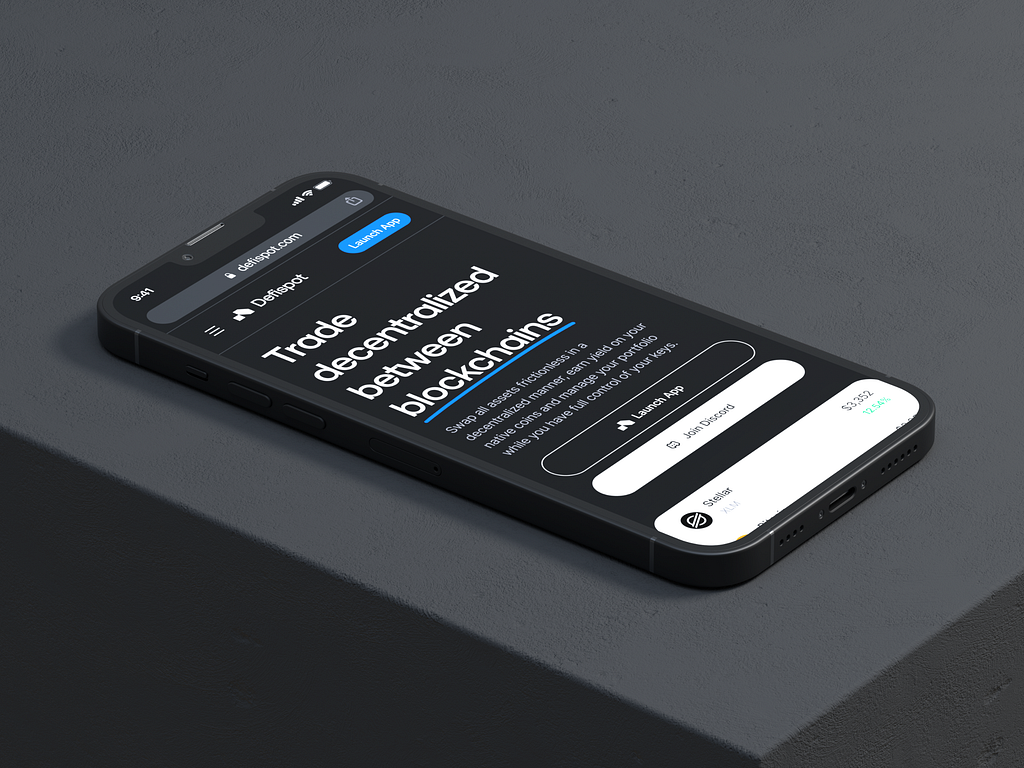 9:41
defispot.com
Defispot
Launch App
Trade
decentralized
between
blockchains
Swap all assets frictionless in a
decentralized manner, earn yield on your
native coins and manage your portfolio
while you have full control of your keys.
Launch App
Join Discord
Stellar
XLM
$3,352
12.54%